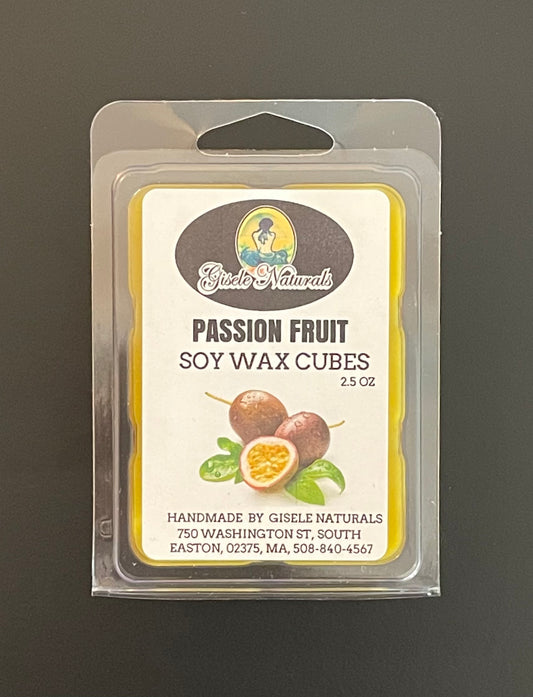 Gisele Naturals
PASSION FRUIT
SOY WAX CUBES
2.5 OZ
HANDMADE BY GISELE NATURALS
750 WASHINGTON ST, SOUTH
EASTON, 02375, MA, 508-840-4567